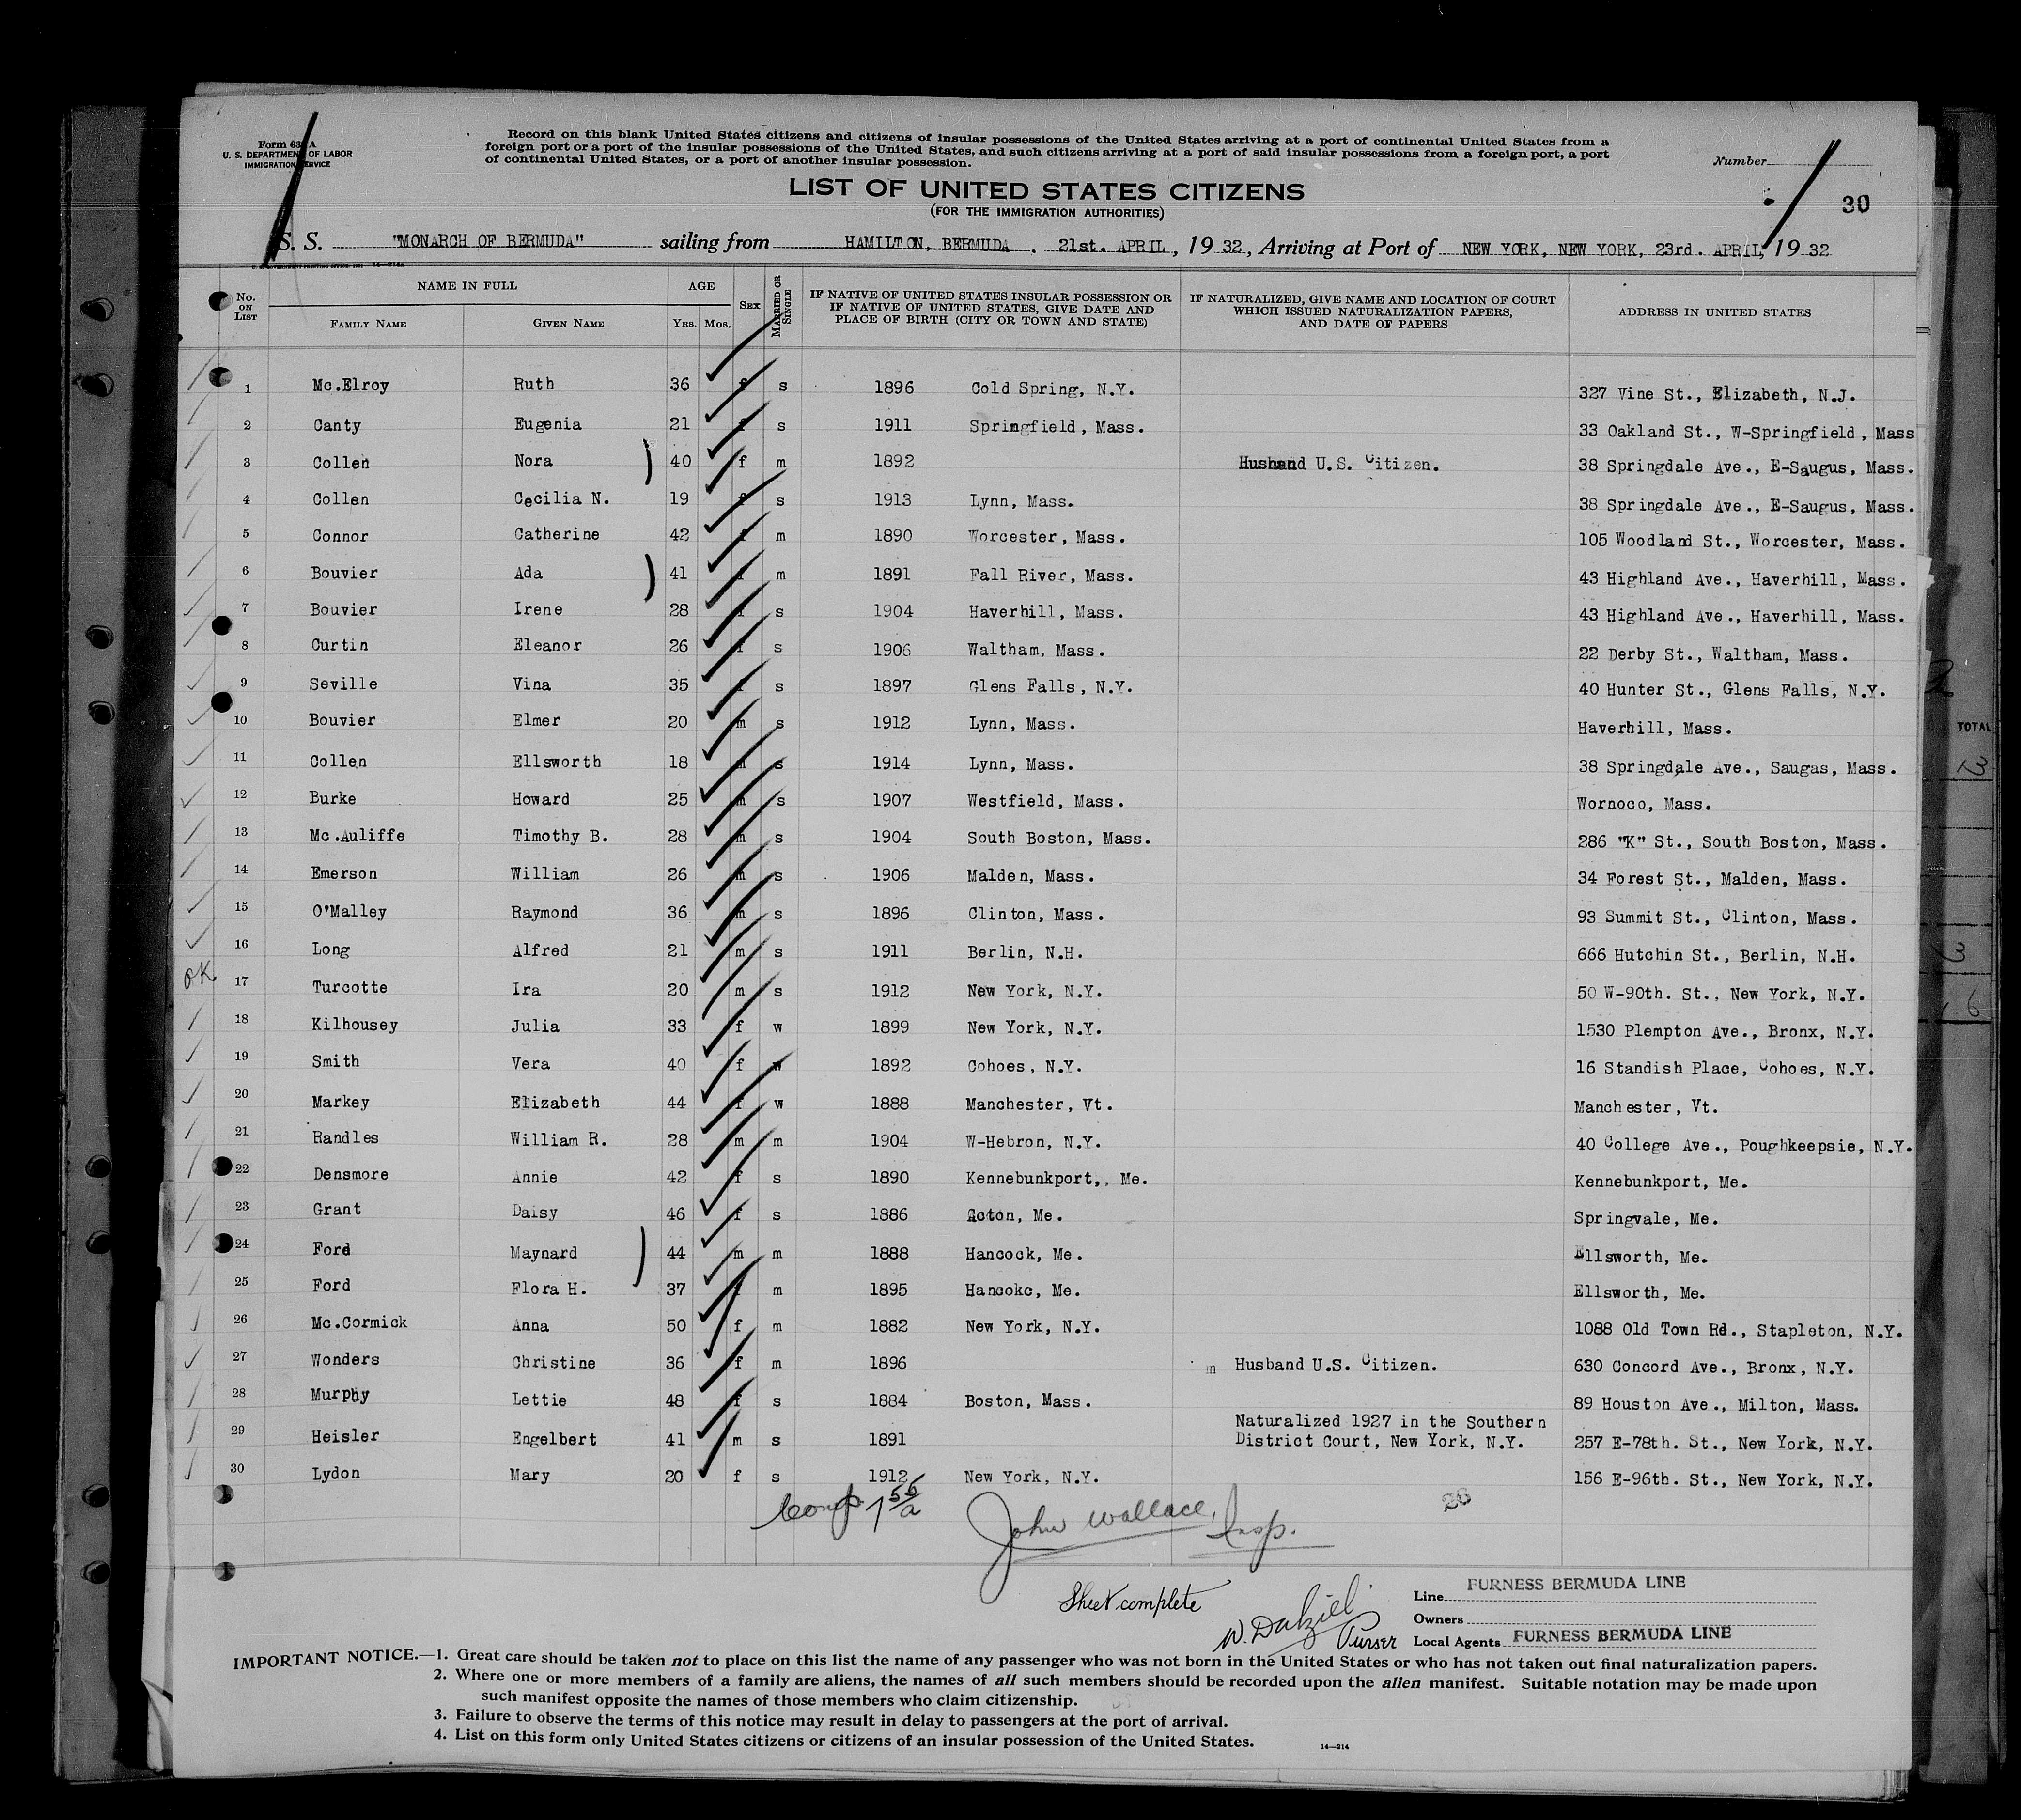 Form 630 A
U. S. DEPARTMENT OF LABOR
IMMIGRATION SERVICE
Record on this blank United States citizens and citizens of insular possessions of the United States arriving at a port of continental United States from a
foreign port or a port of the insular possessions of the United States, and such citizens arriving at a port of said insular possessions from a foreign port, a port
of continental United States, or a port of another insular possession.
Number
LIST OF UNITED STATES CITIZENS
(FOR THE IMMIGRATION AUTHORITIES)
30
S. S. "MONARCH OF BERMUDA" sailing from HAMILTON, BERMUDA. 21st. APRIL, 1932, Arriving at Port of NEW YORK, NEW YORK, 23rd. APRIL, 1932
No. ON LIST NAME IN FULL FAMILY NAME GIVEN NAME AGE YRS. MOS. SEX MARRIED OR SINGLE IF NATIVE OF UNITED STATES INSULAR POSSESSION OR IF NATIVE OF UNITED STATES, GIVE DATE AND PLACE OF BIRTH (CITY OR TOWN AND STATE) IF NATURALIZED, GIVE NAME AND LOCATION OF COURT WHICH ISSUED NATURALIZATION PAPERS, AND DATE OF PAPERS ADDRESS IN UNITED STATES
1 Mc.Elroy Ruth 36 f s 1896 Cold Spring, N.Y. 327 Vine St., Elizabeth, N.J.
2 Canty Eugenia 21 f s 1911 Springfield, Mass. 33 Oakland St., W-Springfield, Mass
3 Collen Nora 40 f m 1892 Husband U.S. Citizen. 38 Springdale Ave., E-Saugus, Mass.
4 Collen Cecilia N. 19 f s 1913 Lynn, Mass. 38 Springdale Ave., E-Saugus, Mass.
5 Connor Catherine 42 f m 1890 Worcester, Mass. 105 Woodland St., Worcester, Mass.
6 Bouvier Ada 41 f m 1891 Fall River, Mass. 43 Highland Ave., Haverhill, Mass.
7 Bouvier Irene 28 f s 1904 Haverhill, Mass. 43 Highland Ave., Haverhill, Mass.
8 Curtin Eleanor 26 f s 1906 Waltham, Mass. 22 Derby St., Waltham, Mass.
9 Seville Vina 35 f s 1897 Glens Falls, N.Y. 40 Hunter St., Glens Falls, N.Y.
10 Bouvier Elmer 20 m s 1912 Lynn, Mass. Haverhill, Mass.
11 Collen Ellsworth 18 m s 1914 Lynn, Mass. 38 Springdale Ave., Saugas, Mass.
12 Burke Howard 25 m s 1907 Westfield, Mass. Wornoco, Mass.
13 Mc.Auliffe Timothy B. 28 m s 1904 South Boston, Mass. 286 "K" St., South Boston, Mass.
14 Emerson William 26 m s 1906 Malden, Mass. 34 Forest St., Malden, Mass.
15 O'Malley Raymond 36 m s 1896 Clinton, Mass. 93 Summit St., Clinton, Mass.
16 Long Alfred 21 m s 1911 Berlin, N.H. 666 Hutchin St., Berlin, N.H.
OK 17 Turcotte Ira 20 m s 1912 New York, N.Y. 50 W-90th. St., New York, N.Y.
18 Kilhousey Julia 33 f w 1899 New York, N.Y. 1530 Plempton Ave., Bronx, N.Y.
19 Smith Vera 40 f w 1892 Cohoes, N.Y. 16 Standish Place, Cohoes, N.Y.
20 Markey Elizabeth 44 f w 1888 Manchester, Vt. Manchester, Vt.
21 Randles William R. 28 m m 1904 W-Hebron, N.Y. 40 College Ave., Poughkeepsie, N.Y.
22 Densmore Annie 42 f s 1890 Kennebunkport,. Me. Kennebunkport, Me.
23 Grant Daisy 46 f s 1886 Acton, Me. Springvale, Me.
24 Ford Maynard 44 m m 1888 Hancock, Me. Ellsworth, Me.
25 Ford Flora H. 37 f m 1895 Hancokc, Me. Ellsworth, Me.
26 Mc.Cormick Anna 50 f m 1882 New York, N.Y. 1088 Old Town Rd., Stapleton, N.Y.
27 Wonders Christine 36 f m 1896 m Husband U.S. Citizen. 630 Concord Ave., Bronx, N.Y.
28 Murphy Lettie 48 f s 1884 Boston, Mass. 89 Houston Ave., Milton, Mass.
29 Heisler Engelbert 41 m s 1891 Naturalized 1927 in the Southern District Court, New York, N.Y. 257 E-78th. St., New York, N.Y.
30 Lydon Mary 20 f s 1912 New York, N.Y. 156 E-96th. St., New York, N.Y.
Comp. 7 55/a John Wallace, Insp. 26
Sheet complete
W. Dalziel Purser
Line FURNESS BERMUDA LINE
Owners
Local Agents FURNESS BERMUDA LINE
IMPORTANT NOTICE.—1. Great care should be taken not to place on this list the name of any passenger who was not born in the United States or who has not taken out final naturalization papers.
2. Where one or more members of a family are aliens, the names of all such members should be recorded upon the alien manifest. Suitable notation may be made upon
such manifest opposite the names of those members who claim citizenship.
3. Failure to observe the terms of this notice may result in delay to passengers at the port of arrival.
4. List on this form only United States citizens or citizens of an insular possession of the United States.
14—214
TOTAL
13
3
16